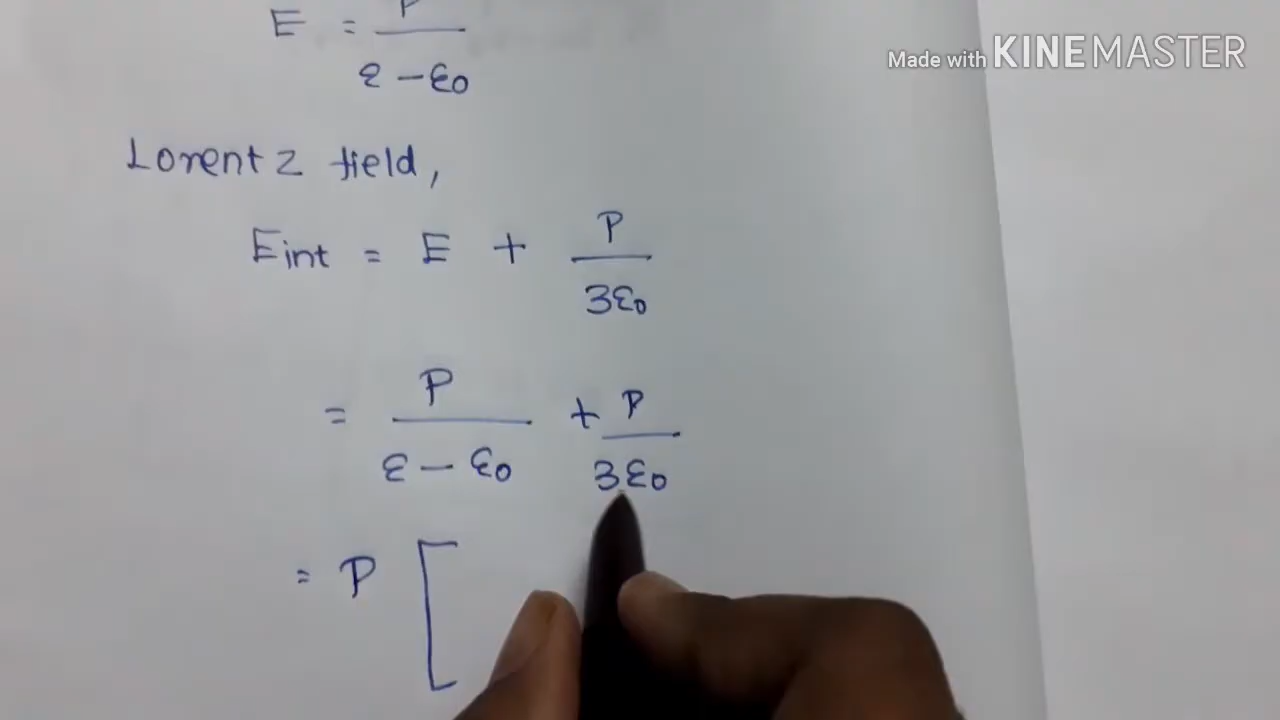 E = P / ε - ε0
Made with KINEMASTER
Lorentz field,
Eint = E + P / 3ε0
= P / ε - ε0 + P / 3ε0
= P [